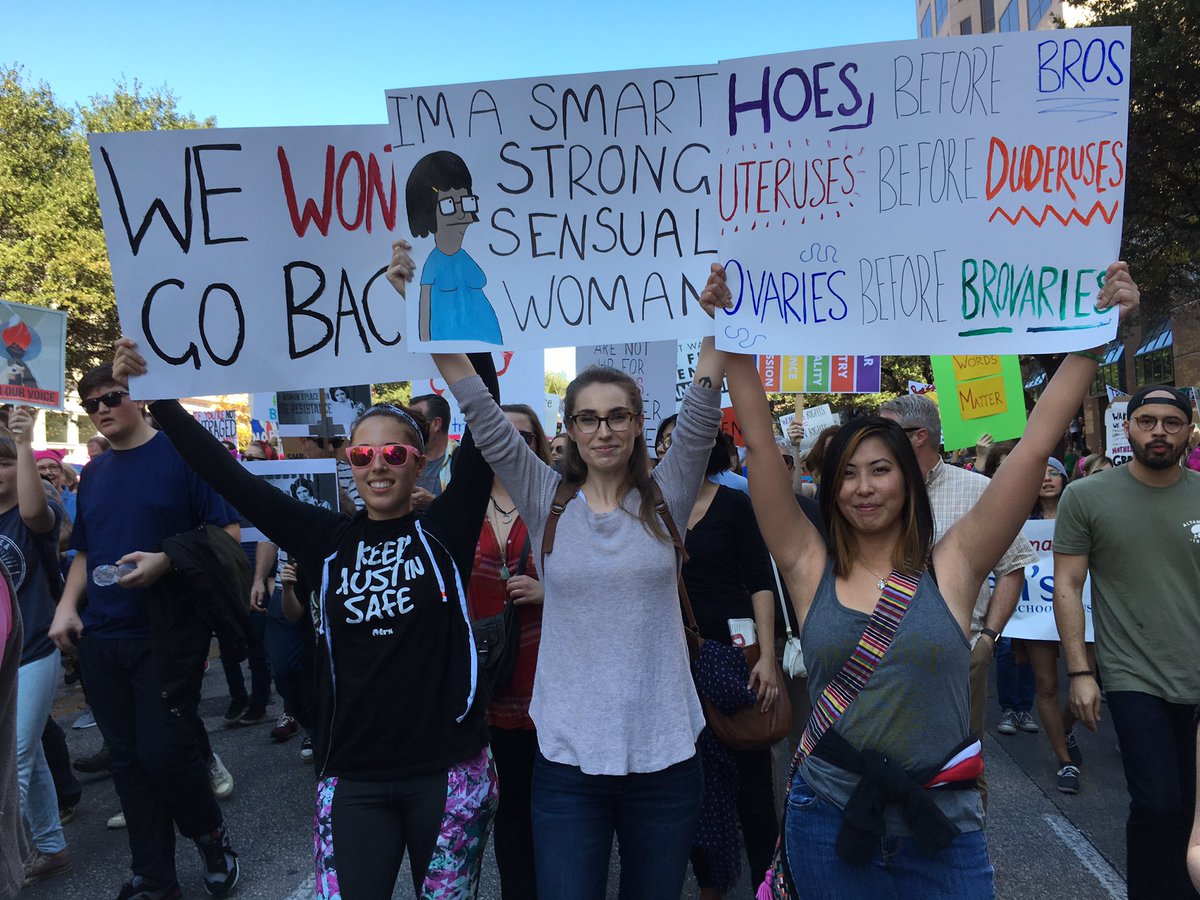 WE WON
GO BAC
I'M A SMART
STRONG
SENSUAL
WOMAN
HOES BEFORE BROS
UTERUSES BEFORE DUDERUSES
OVARIES BEFORE BROVARIES
KEEP
AUSTIN
SAFE
WORDS
MATTER
OUR VOICE
RESISTANCE
ARE NOT